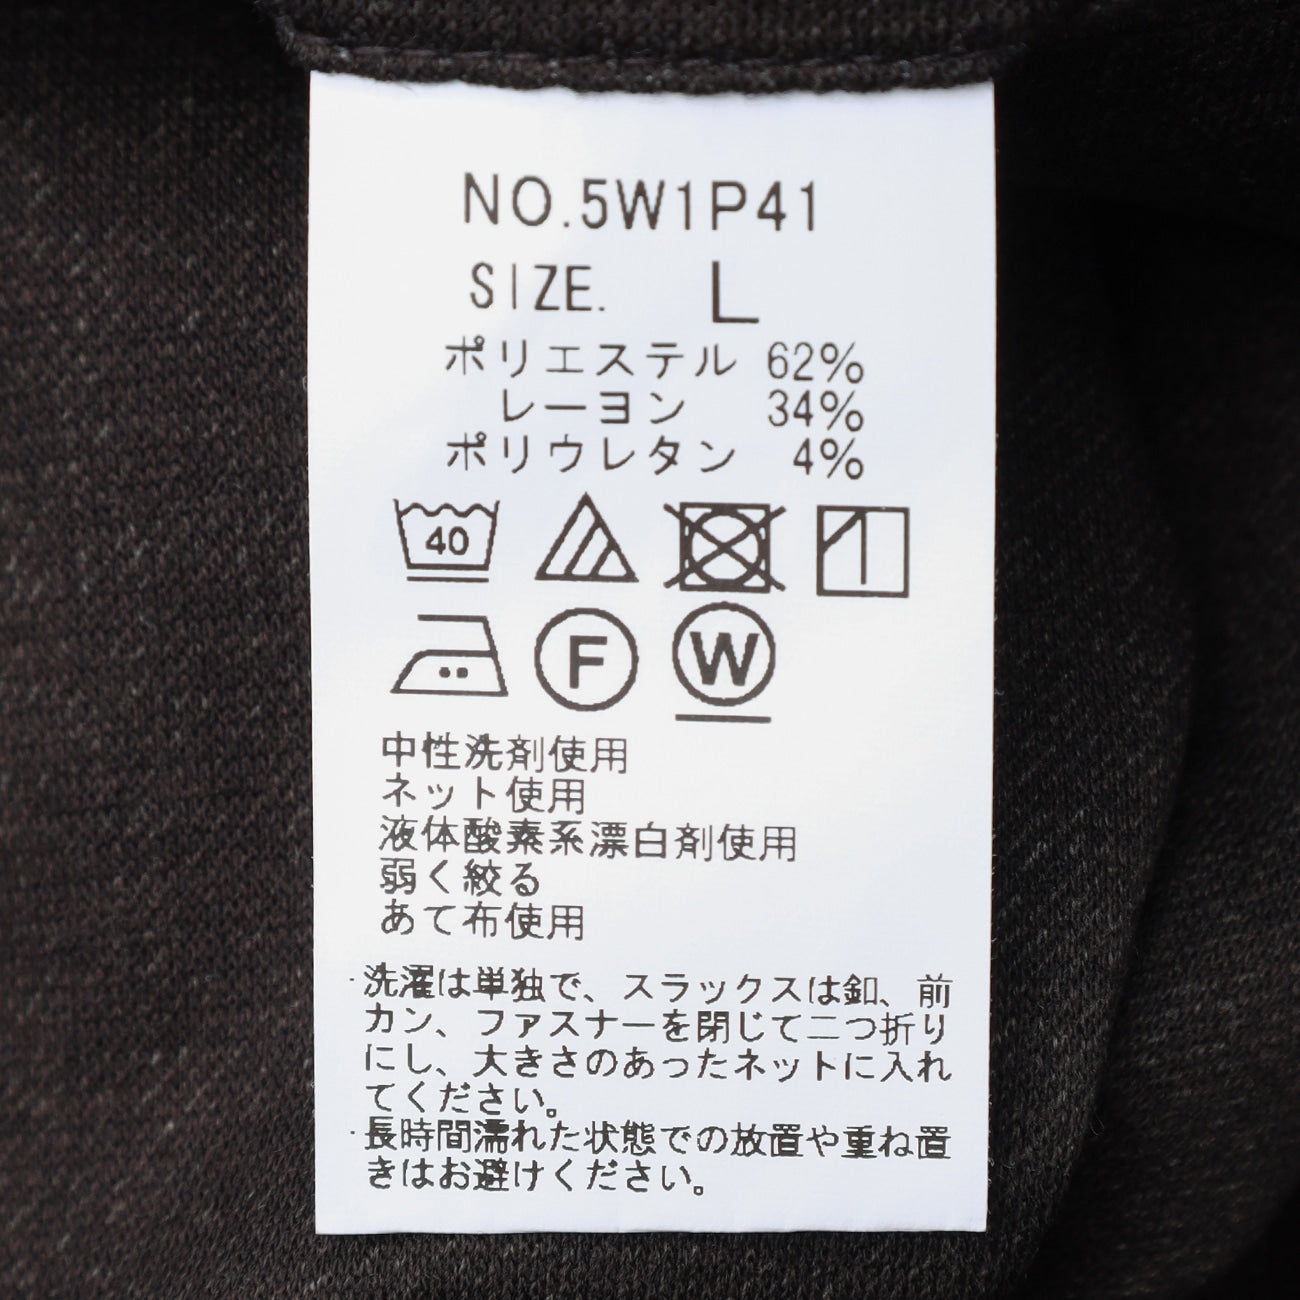 NO.5W1P41
SIZE. L
ポリエステル 62%
レーヨン 34%
ポリウレタン 4%
40
F W
中性洗剤使用
ネット使用
液体酸素系漂白剤使用
弱く絞る
あて布使用
・洗濯は単独で、スラックスは釦、前
カン、ファスナーを閉じて二つ折り
にし、大きさのあったネットに入れ
てください。
・長時間濡れた状態での放置や重ね置
きはお避けください。